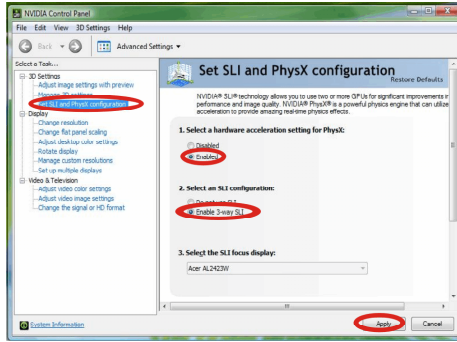 NVIDIA Control Panel
File Edit View 3D Settings Help
Back Advanced Settings
Select a Task...
3D Settings
Adjust image settings with preview
Manage 3D settings
Set SLI and PhysX configuration
Display
Change resolution
Change flat panel scaling
Adjust desktop color settings
Rotate display
Manage custom resolutions
Set up multiple displays
Video & Television
Adjust video color settings
Adjust video image settings
Change the signal or HD format
System Information
Set SLI and PhysX configuration
Restore Defaults
NVIDIA® SLI® technology allows you to use two or more GPUs for significant improvements in
performance and image quality. NVIDIA® PhysX® is a powerful physics engine that can utilize
acceleration to provide amazing real-time physics effects.
1. Select a hardware acceleration setting for PhysX:
Disabled
Enabled
2. Select an SLI configuration:
Do not use SLI
Enable 3-way SLI
3. Select the SLI focus display:
Acer AL2423W
Apply Cancel